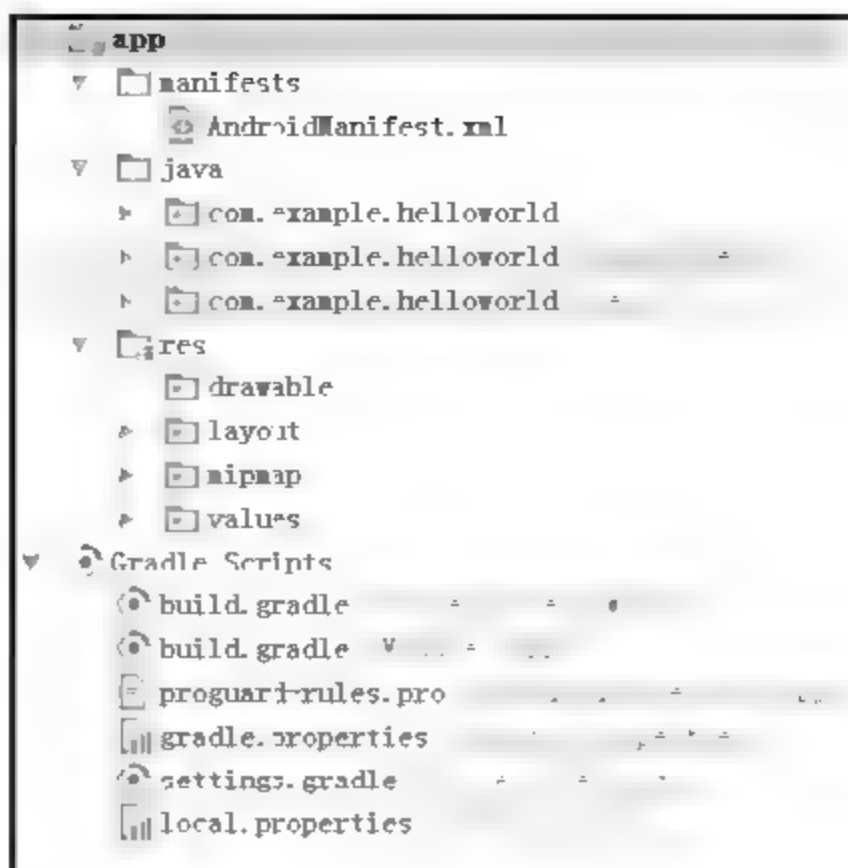 app
manifests
AndroidManifest.xml
java
com.example.helloworld
com.example.helloworld
com.example.helloworld
res
drawable
layout
mipmap
values
Gradle Scripts
build.gradle
build.gradle
proguard-rules.pro
gradle.properties
settings.gradle
local.properties